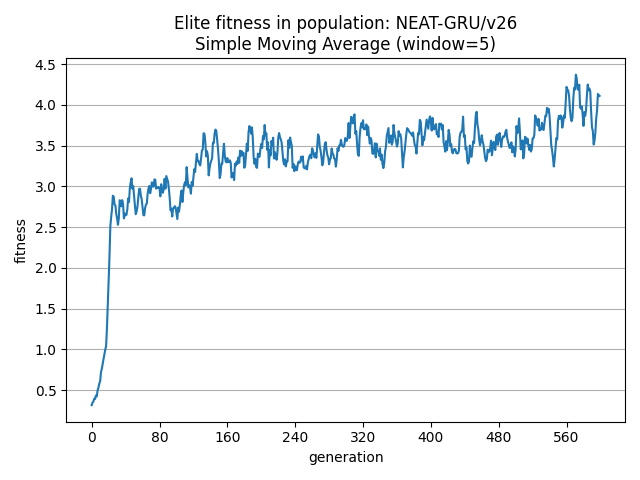 Elite fitness in population: NEAT-GRU/v26
Simple Moving Average (window=5)
4.5
4.0
3.5
3.0
2.5
2.0
1.5
1.0
0.5
fitness
0 80 160 240 320 400 480 560
generation